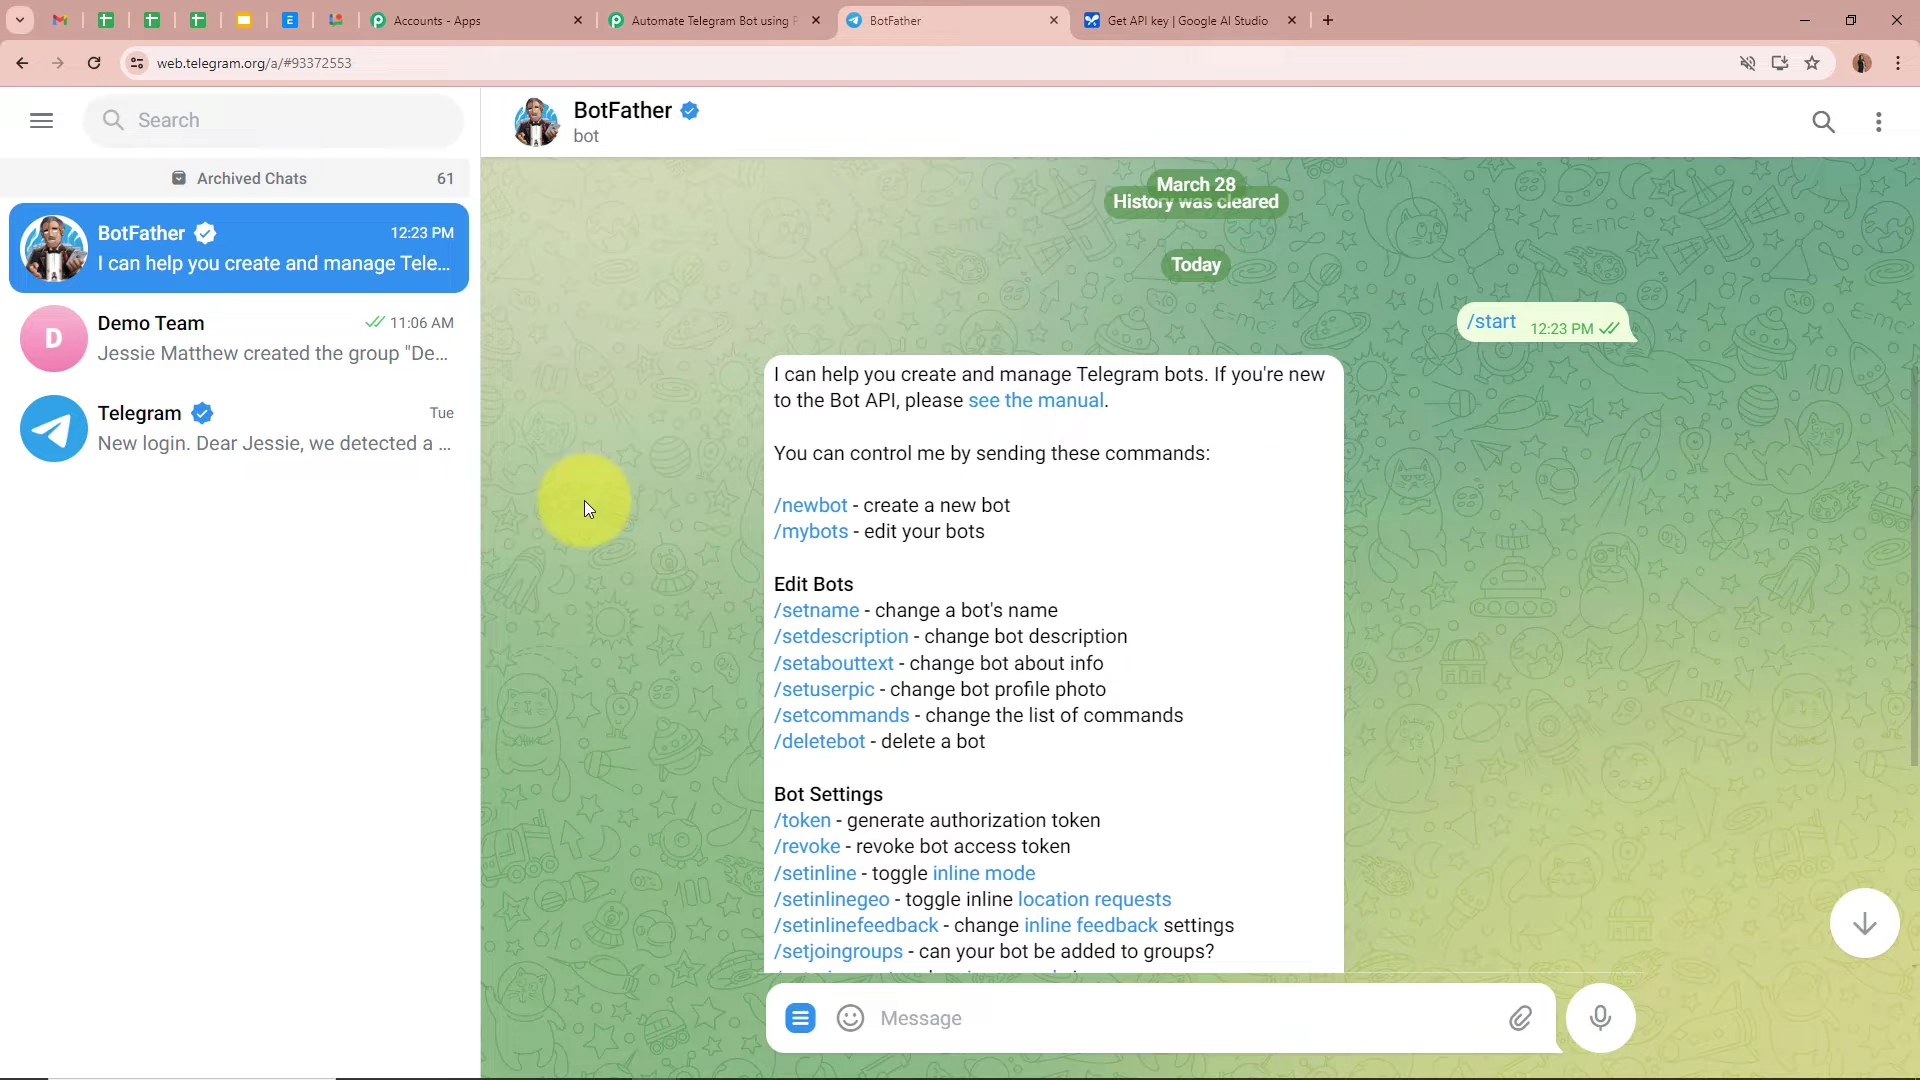 Accounts - Apps
Automate Telegram Bot using
BotFather
Get API key | Google AI Studio
web.telegram.org/a/#93372553
Search
Archived Chats 61
BotFather 12:23 PM
I can help you create and manage Tele...
Demo Team 11:06 AM
D
Jessie Matthew created the group "De...
Telegram Tue
New login. Dear Jessie, we detected a ...
BotFather
bot
March 28
History was cleared
Today
/start 12:23 PM
I can help you create and manage Telegram bots. If you're new
to the Bot API, please see the manual.
You can control me by sending these commands:
/newbot - create a new bot
/mybots - edit your bots
Edit Bots
/setname - change a bot's name
/setdescription - change bot description
/setabouttext - change bot about info
/setuserpic - change bot profile photo
/setcommands - change the list of commands
/deletebot - delete a bot
Bot Settings
/token - generate authorization token
/revoke - revoke bot access token
/setinline - toggle inline mode
/setinlinegeo - toggle inline location requests
/setinlinefeedback - change inline feedback settings
/setjoingroups - can your bot be added to groups?
Message